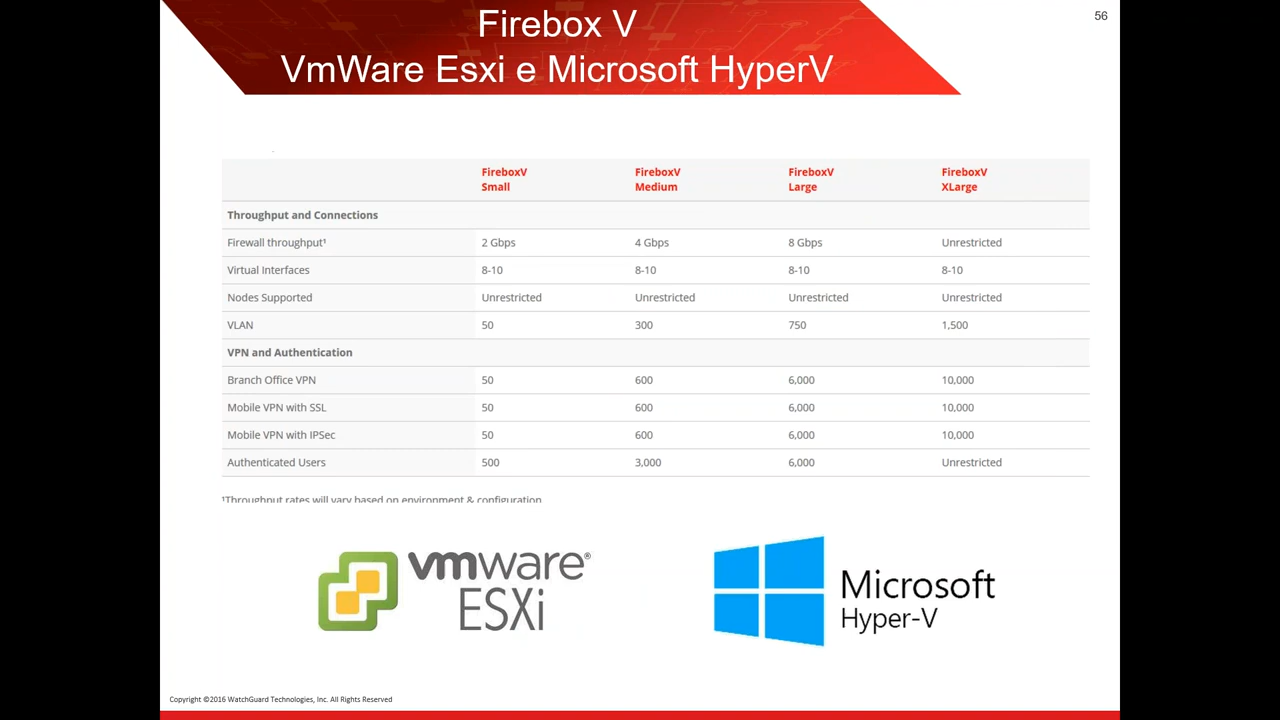 Firebox V
VmWare Esxi e Microsoft HyperV
56
FireboxV Small FireboxV Medium FireboxV Large FireboxV XLarge
Throughput and Connections
Firewall throughput¹ 2 Gbps 4 Gbps 8 Gbps Unrestricted
Virtual Interfaces 8-10 8-10 8-10 8-10
Nodes Supported Unrestricted Unrestricted Unrestricted Unrestricted
VLAN 50 300 750 1,500
VPN and Authentication
Branch Office VPN 50 600 6,000 10,000
Mobile VPN with SSL 50 600 6,000 10,000
Mobile VPN with IPSec 50 600 6,000 10,000
Authenticated Users 500 3,000 6,000 Unrestricted
¹Throughput rates will vary based on environment & configuration
vmware®
ESXi
Microsoft
Hyper-V
Copyright ©2016 WatchGuard Technologies, Inc. All Rights Reserved